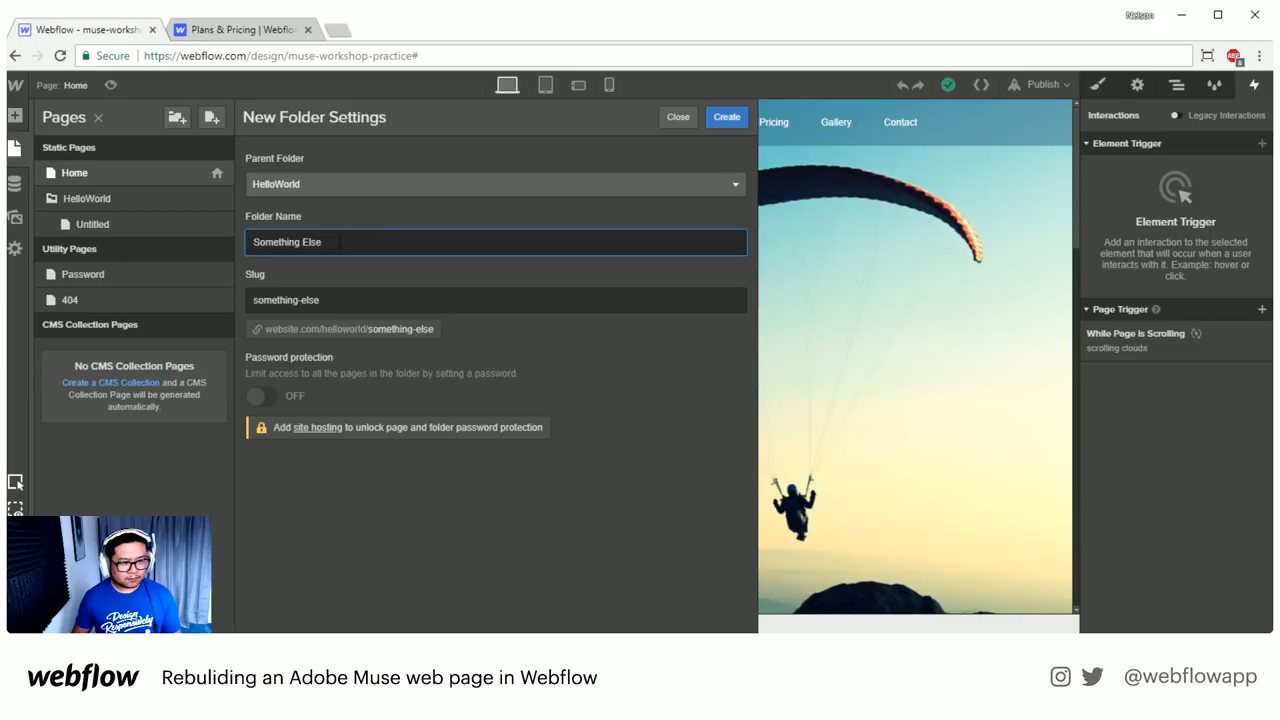 Nelson
Webflow - muse-worksh
Plans & Pricing | Webflo
Secure
https://webflow.com/design/muse-workshop-practice#
Page: Home
Publish
Pages
New Folder Settings
Close
Create
Static Pages
Home
HelloWorld
Untitled
Utility Pages
Password
404
CMS Collection Pages
No CMS Collection Pages
Create a CMS Collection and a CMS
Collection Page will be generated
automatically.
Parent Folder
HelloWorld
Folder Name
Something Else
Slug
something-else
website.com/helloworld/something-else
Password protection
Limit access to all the pages in the folder by setting a password.
OFF
Add site hosting to unlock page and folder password protection
Pricing
Gallery
Contact
Interactions
Legacy Interactions
Element Trigger
Element Trigger
Add an interaction to the selected
element that will occur when a user
interacts with it. Example: hover or
click.
Page Trigger
While Page Is Scrolling
scrolling clouds
Design
Responsively
webflow
Rebuliding an Adobe Muse web page in Webflow
@webflowapp